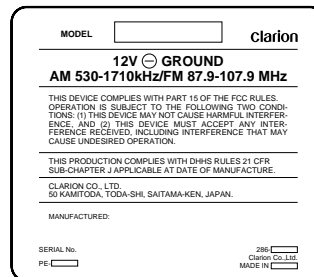 MODEL
clarion
12V ⊖ GROUND
AM 530-1710kHz/FM 87.9-107.9 MHz
THIS DEVICE COMPLIES WITH PART 15 OF THE FCC RULES.
OPERATION IS SUBJECT TO THE FOLLOWING TWO CONDI-
TIONS: (1) THIS DEVICE MAY NOT CAUSE HARMFUL INTERFER-
ENCE, AND (2) THIS DEVICE MUST ACCEPT ANY INTER-
FERENCE RECEIVED, INCLUDING INTERFERENCE THAT MAY
CAUSE UNDESIRED OPERATION.
THIS PRODUCTION COMPLIES WITH DHHS RULES 21 CFR
SUB-CHAPTER J APPLICABLE AT DATE OF MANUFACTURE.
CLARION CO., LTD.
50 KAMITODA, TODA-SHI, SAITAMA-KEN, JAPAN.
MANUFACTURED:
SERIAL No.
286-
Clarion Co.,Ltd.
PE-
MADE IN